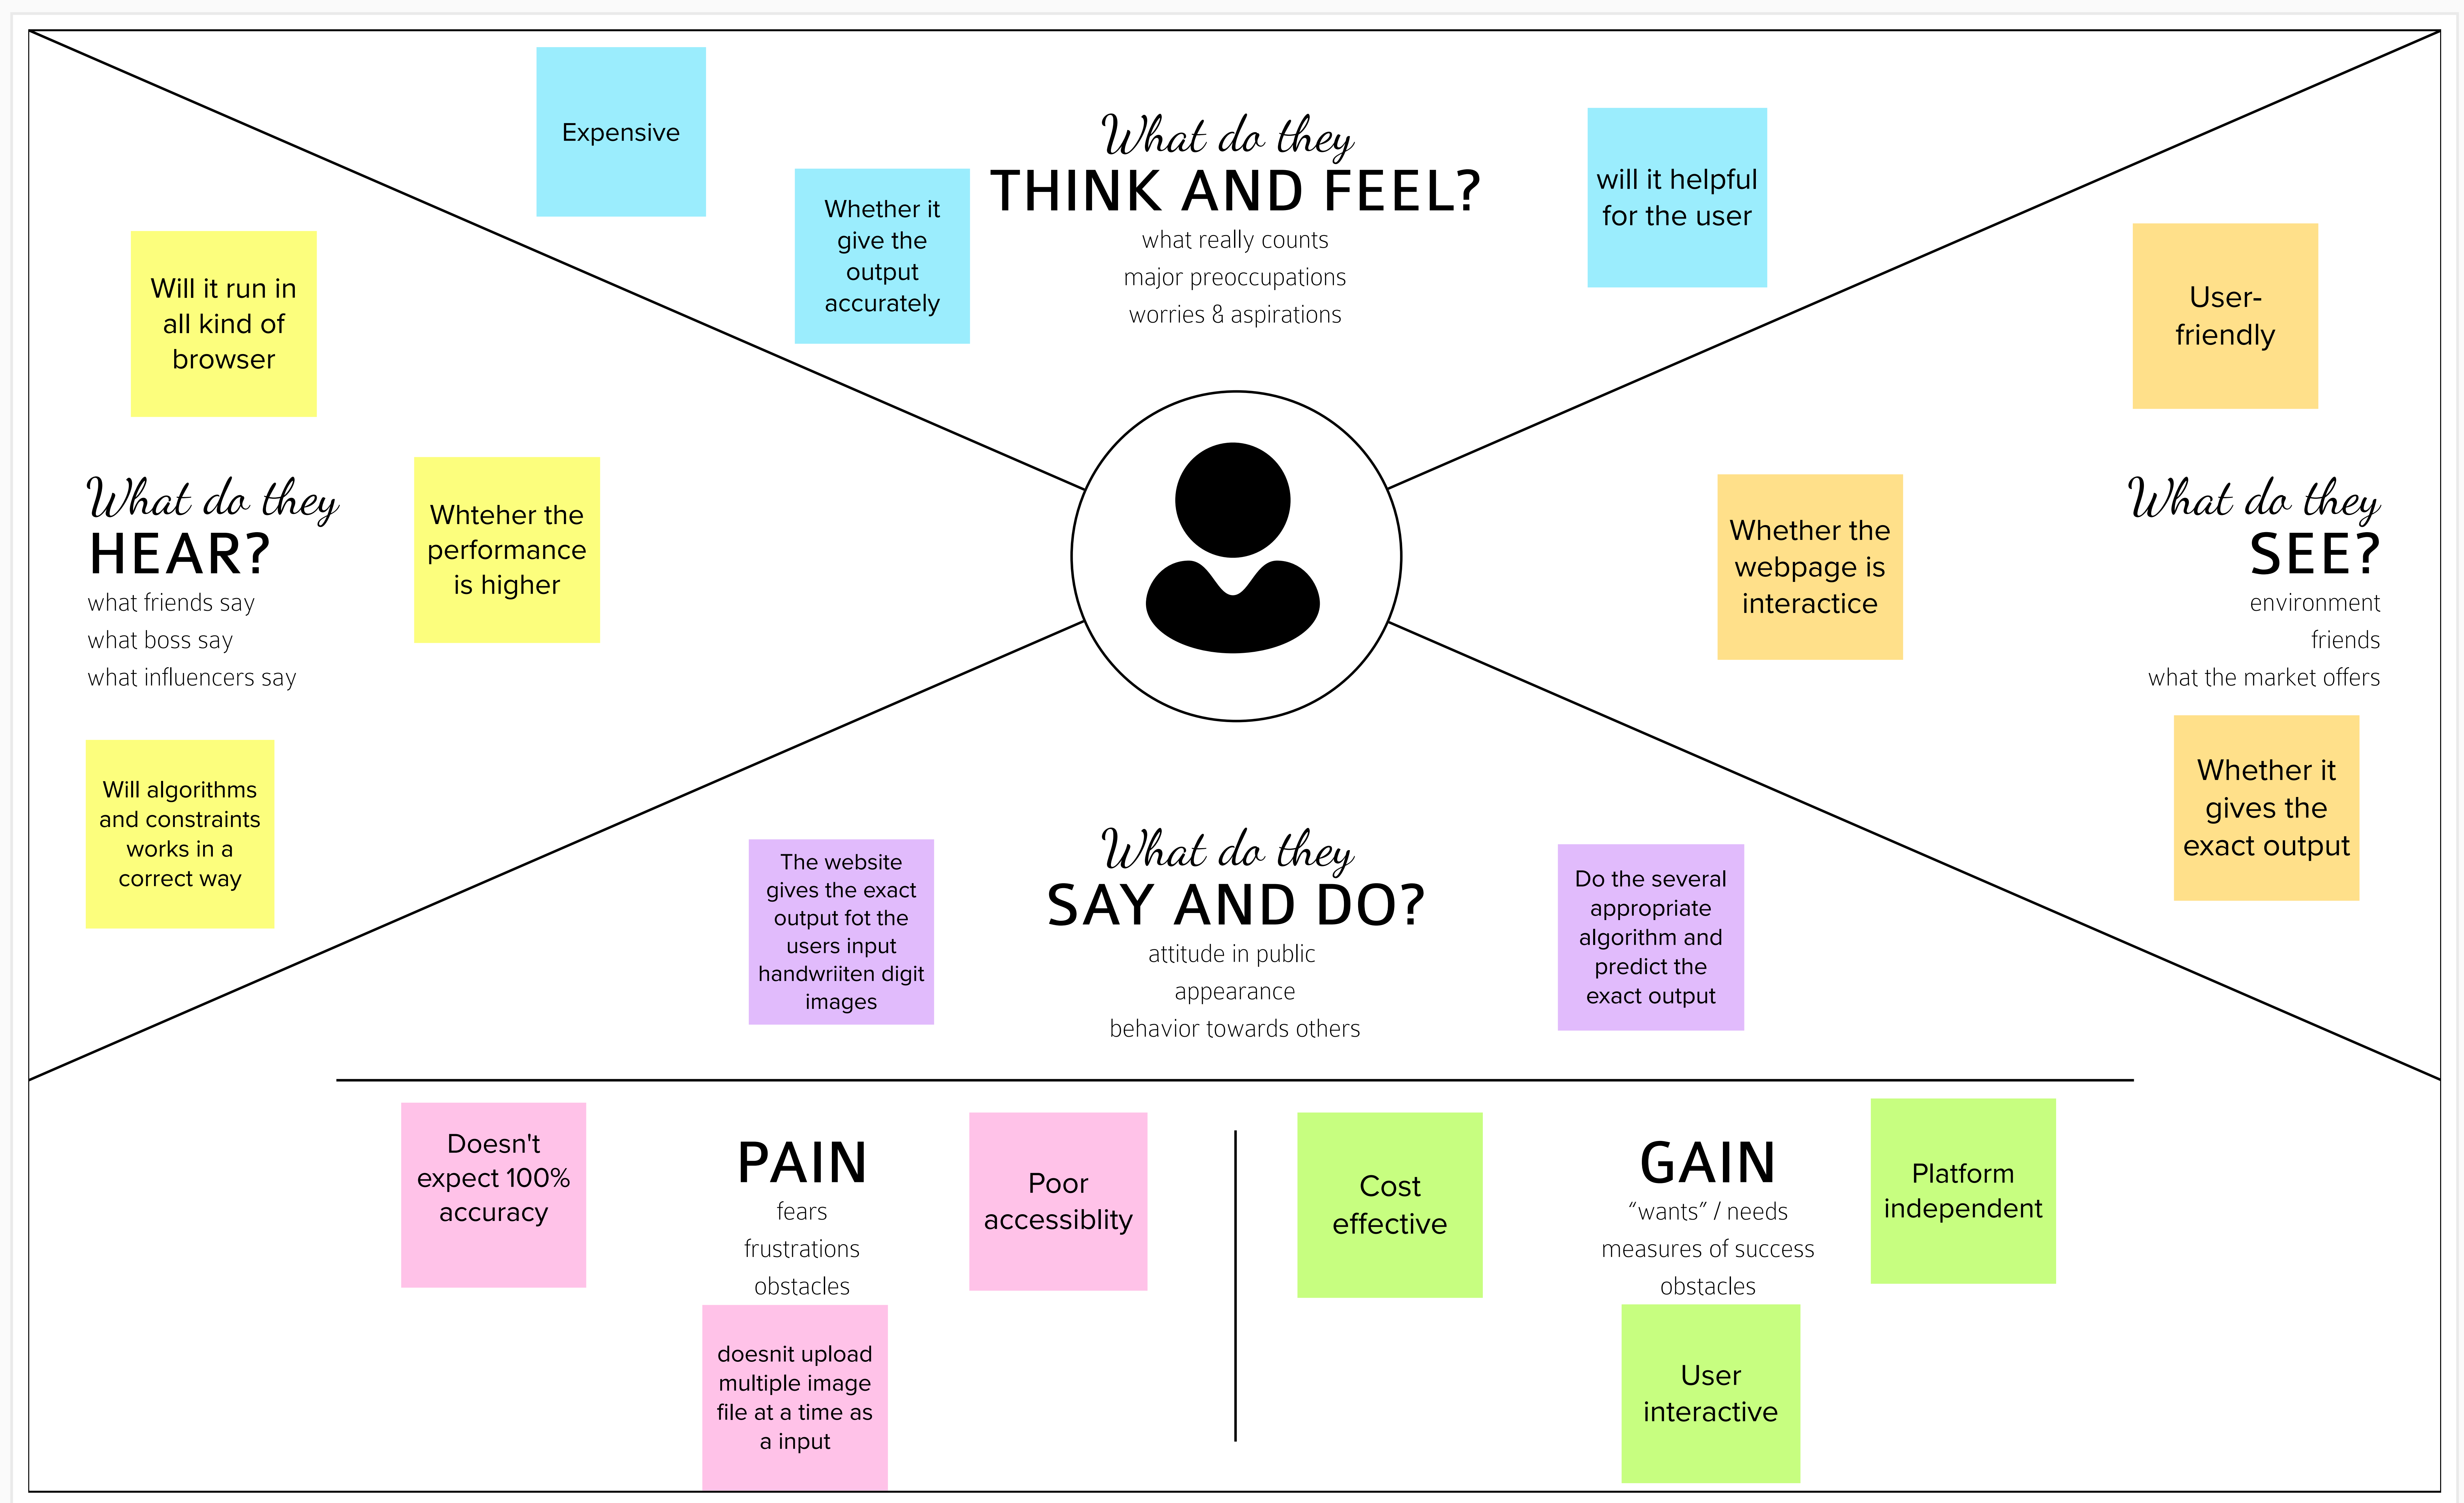 Expensive
Whether it
give the
output
accurately
What do they
THINK AND FEEL?
what really counts
major preoccupations
worries & aspirations
will it helpful
for the user
Will it run in
all kind of
browser
What do they
HEAR?
what friends say
what boss say
what influencers say
Whteher the
performance
is higher
Will algorithms
and constraints
works in a
correct way
User-
friendly
Whether the
webpage is
interactice
What do they
SEE?
environment
friends
what the market offers
Whether it
gives the
exact output
The website
gives the exact
output fot the
users input
handwriiten digit
images
What do they
SAY AND DO?
attitude in public
appearance
behavior towards others
Do the several
appropriate
algorithm and
predict the
exact output
Doesn't
expect 100%
accuracy
PAIN
fears
frustrations
obstacles
Poor
accessiblity
doesnit upload
multiple image
file at a time as
a input
Cost
effective
GAIN
“wants” / needs
measures of success
obstacles
Platform
independent
User
interactive